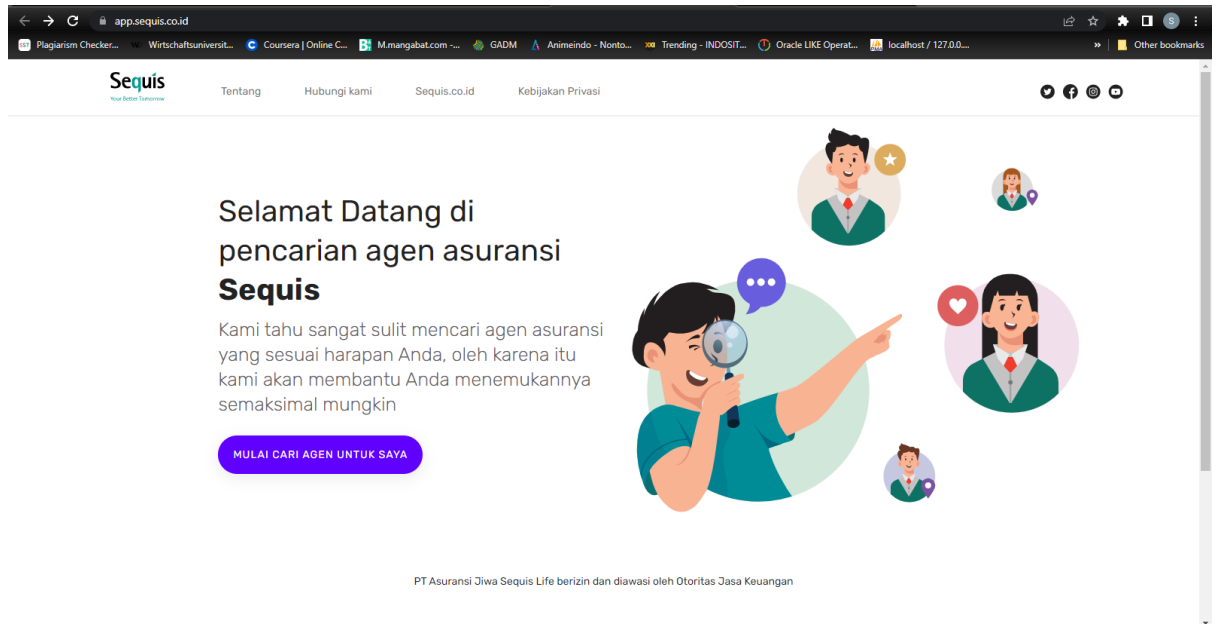 app.sequis.co.id
Plagiarism Checker... Wirtschaftsuniversit... Coursera | Online C... M.mangabat.com -... GADM Animeindo - Nonto... Trending - INDOSIT... Oracle LIKE Operat... localhost / 127.0.0.... » Other bookmarks
Sequis Tentang Hubungi kami Sequis.co.id Kebijakan Privasi
Your Better Tomorrow
Selamat Datang di
pencarian agen asuransi
Sequis
Kami tahu sangat sulit mencari agen asuransi
yang sesuai harapan Anda, oleh karena itu
kami akan membantu Anda menemukannya
semaksimal mungkin
MULAI CARI AGEN UNTUK SAYA
PT Asuransi Jiwa Sequis Life berizin dan diawasi oleh Otoritas Jasa Keuangan